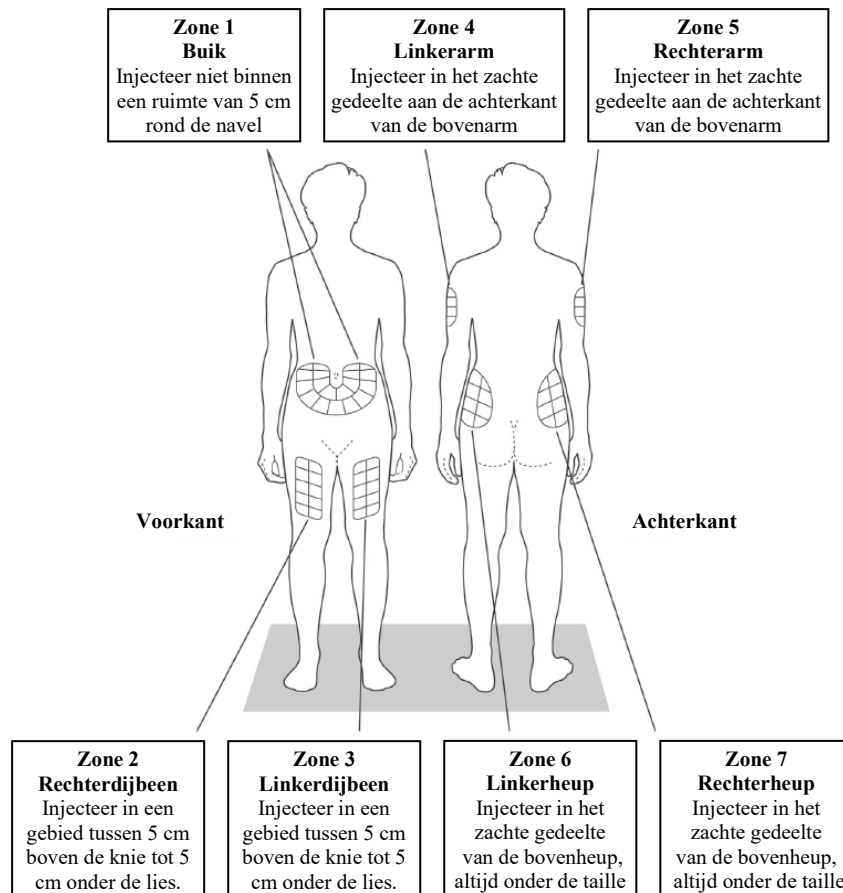 Zone 1
Buik
Injecteer niet binnen
een ruimte van 5 cm
rond de navel
Zone 4
Linkerarm
Injecteer in het zachte
gedeelte aan de achterkant
van de bovenarm
Zone 5
Rechterarm
Injecteer in het zachte
gedeelte aan de achterkant
van de bovenarm
Voorkant
Achterkant
Zone 2
Rechterdijbeen
Injecteer in een
gebied tussen 5 cm
boven de knie tot 5
cm onder de lies.
Zone 3
Linkerdijbeen
Injecteer in een
gebied tussen 5 cm
boven de knie tot 5
cm onder de lies.
Zone 6
Linkerheup
Injecteer in het
zachte gedeelte
van de bovenheup,
altijd onder de taille
Zone 7
Rechterheup
Injecteer in het
zachte gedeelte
van de bovenheup,
altijd onder de taille